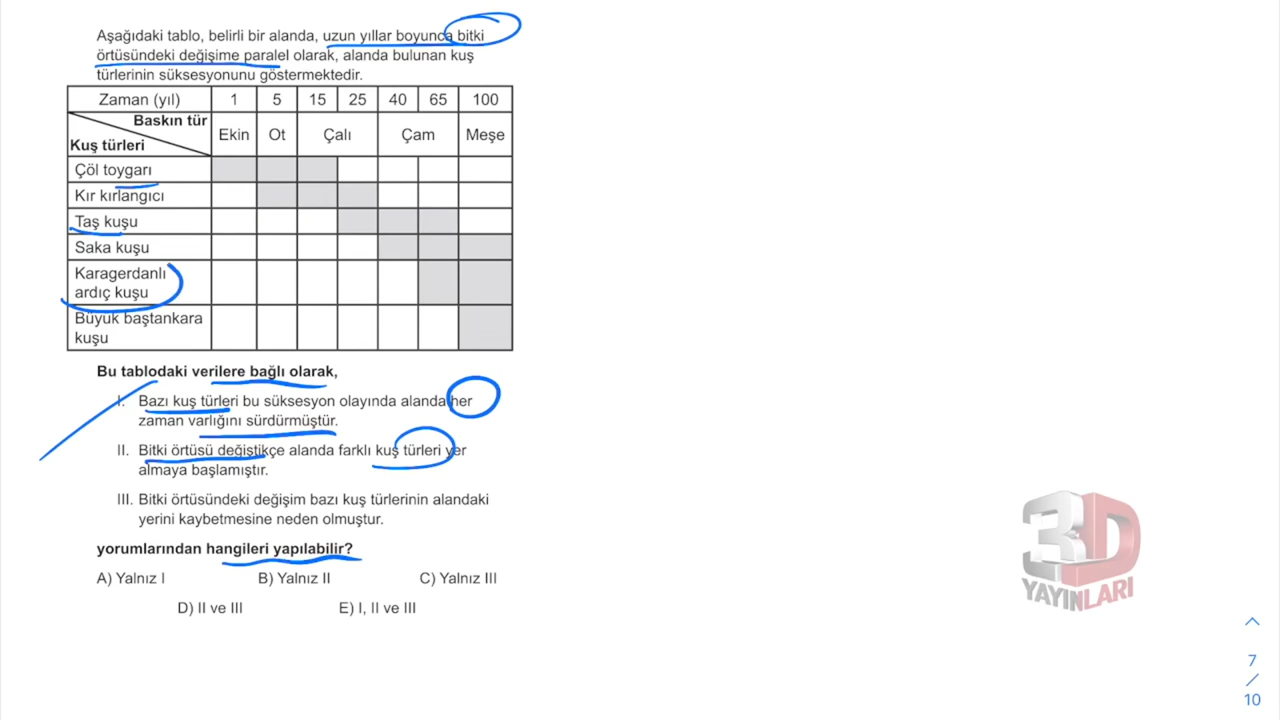 Aşağıdaki tablo, belirli bir alanda, uzun yıllar boyunca bitki
örtüsündeki değişime paralel olarak, alanda bulunan kuş
türlerinin süksesyonunu göstermektedir.
Zaman (yıl) 1 5 15 25 40 65 100
Baskın tür
Kuş türleri
Ekin Ot Çalı Çam Meşe
Çöl toygarı
Kır kırlangıcı
Taş kuşu
Saka kuşu
Karagerdanlı
ardıç kuşu
Büyük baştankara
kuşu
Bu tablodaki verilere bağlı olarak,
I. Bazı kuş türleri bu süksesyon olayında alanda her
zaman varlığını sürdürmüştür.
II. Bitki örtüsü değiştikçe alanda farklı kuş türleri yer
almaya başlamıştır.
III. Bitki örtüsündeki değişim bazı kuş türlerinin alandaki
yerini kaybetmesine neden olmuştur.
yorumlarından hangileri yapılabilir?
A) Yalnız I B) Yalnız II C) Yalnız III
D) II ve III E) I, II ve III
3D
YAYINLARI
7
/
10